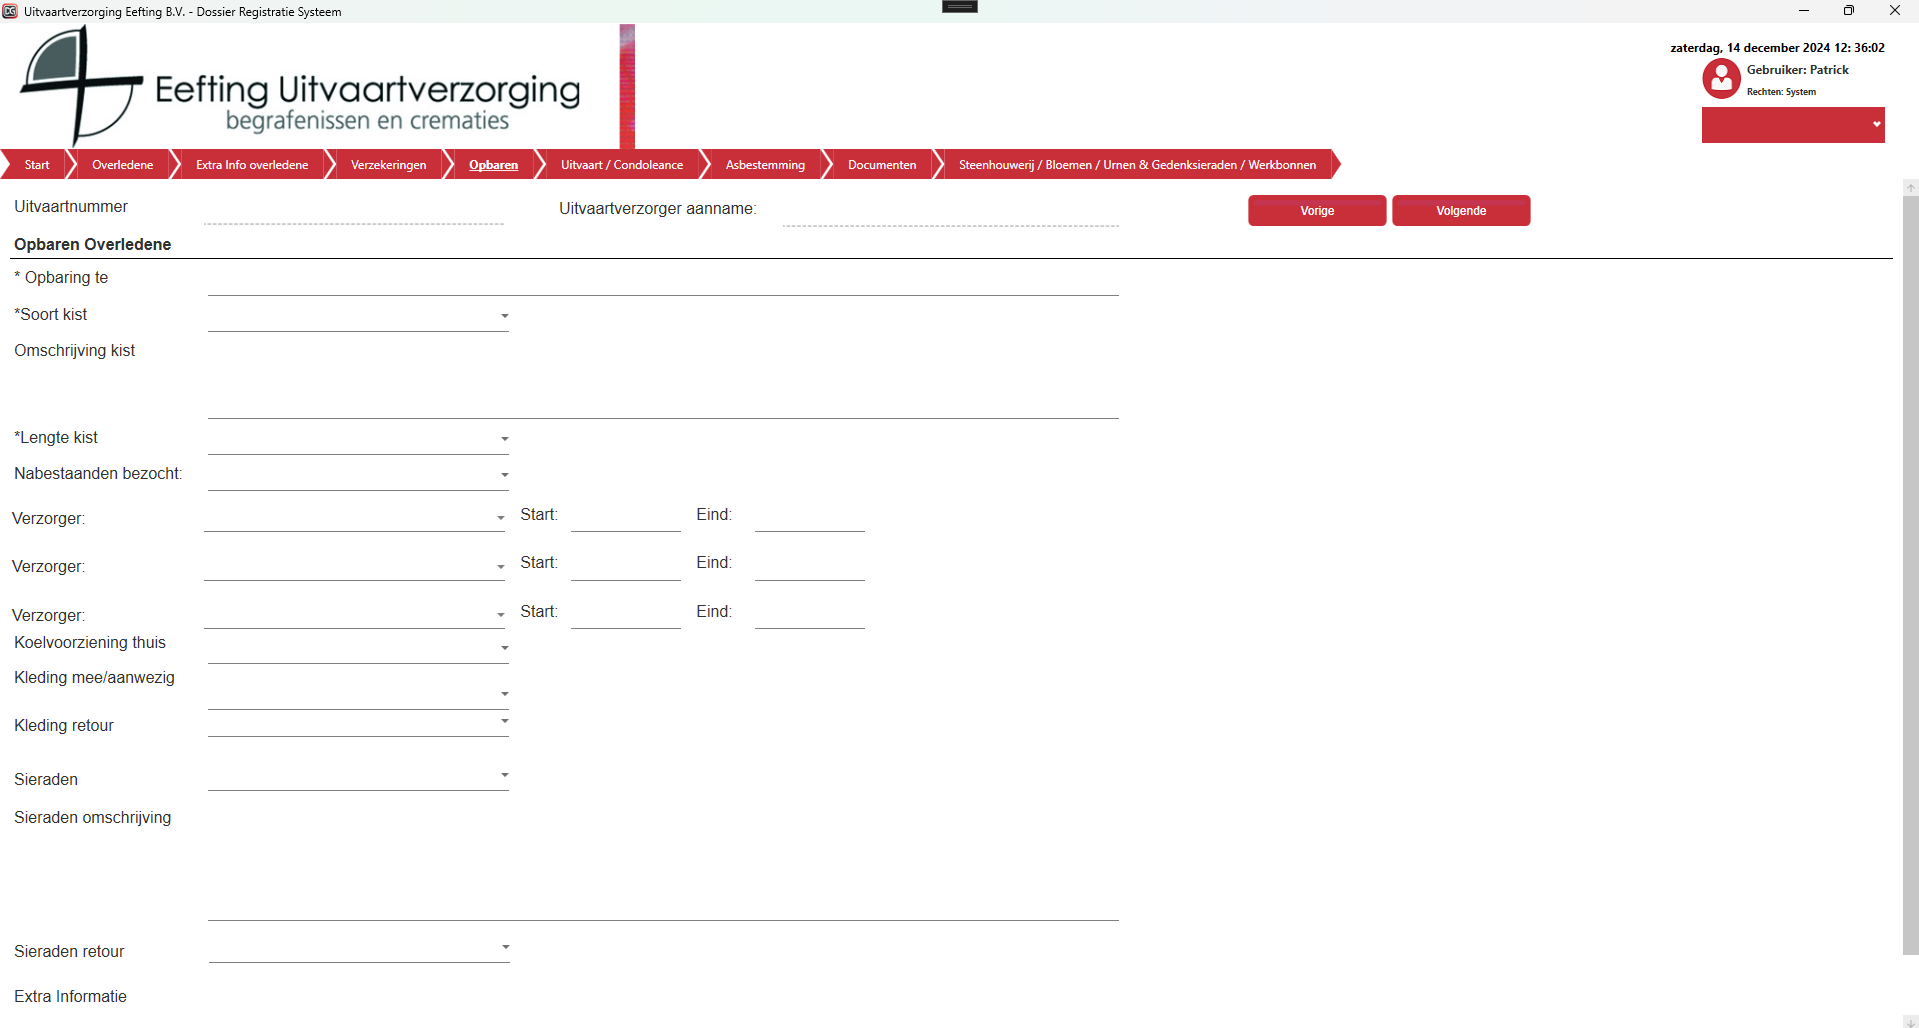 Uitvaartverzorging Eefting B.V. - Dossier Registratie Systeem
Eefting Uitvaartverzorging
begrafenissen en crematies
zaterdag, 14 december 2024 12: 36:02
Gebruiker: Patrick
Rechten: System
Start Overledene Extra Info overledene Verzekeringen Opbaren Uitvaart / Condoleance Asbestemming Documenten Steenhouwerij / Bloemen / Urnen & Gedenksieraden / Werkbonnen
Uitvaartnummer Uitvaartverzorger aanname: Vorige Volgende
Opbaren Overledene
* Opbaring te
*Soort kist
Omschrijving kist
*Lengte kist
Nabestaanden bezocht:
Verzorger: Start: Eind:
Verzorger: Start: Eind:
Verzorger: Start: Eind:
Koelvoorziening thuis
Kleding mee/aanwezig
Kleding retour
Sieraden
Sieraden omschrijving
Sieraden retour
Extra Informatie